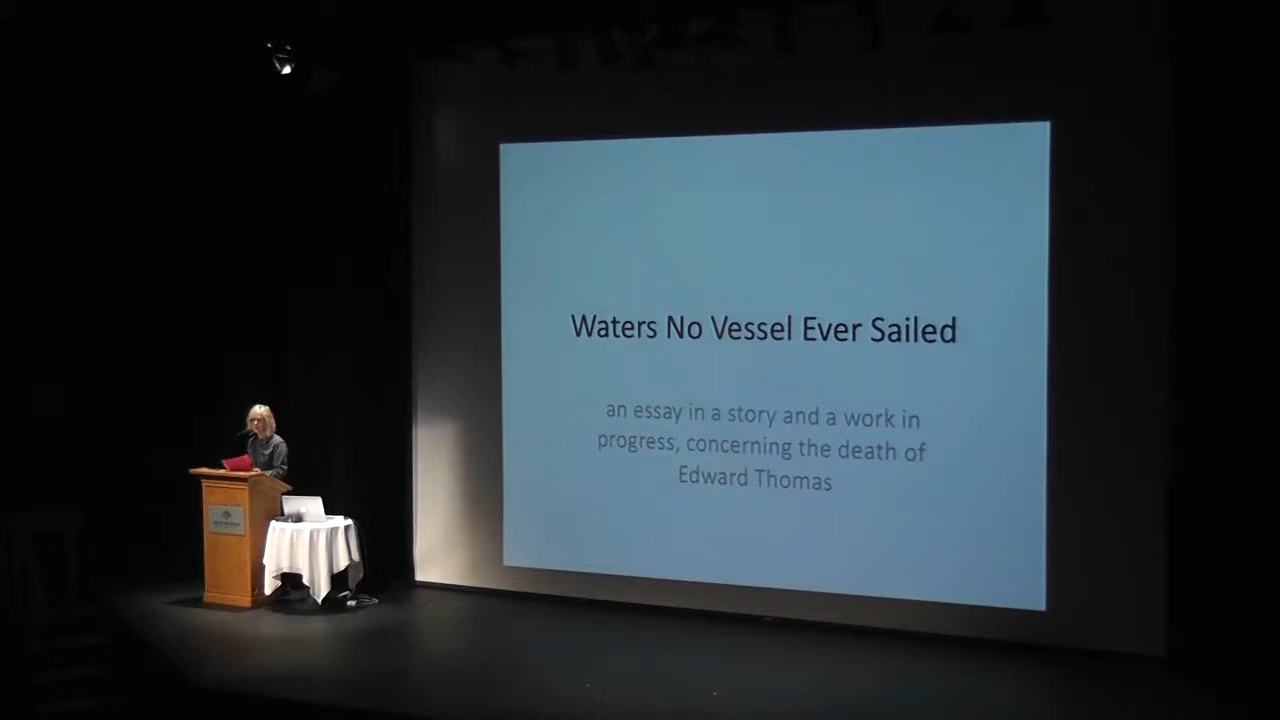 Waters No Vessel Ever Sailed
an essay in a story and a work in
progress, concerning the death of
Edward Thomas